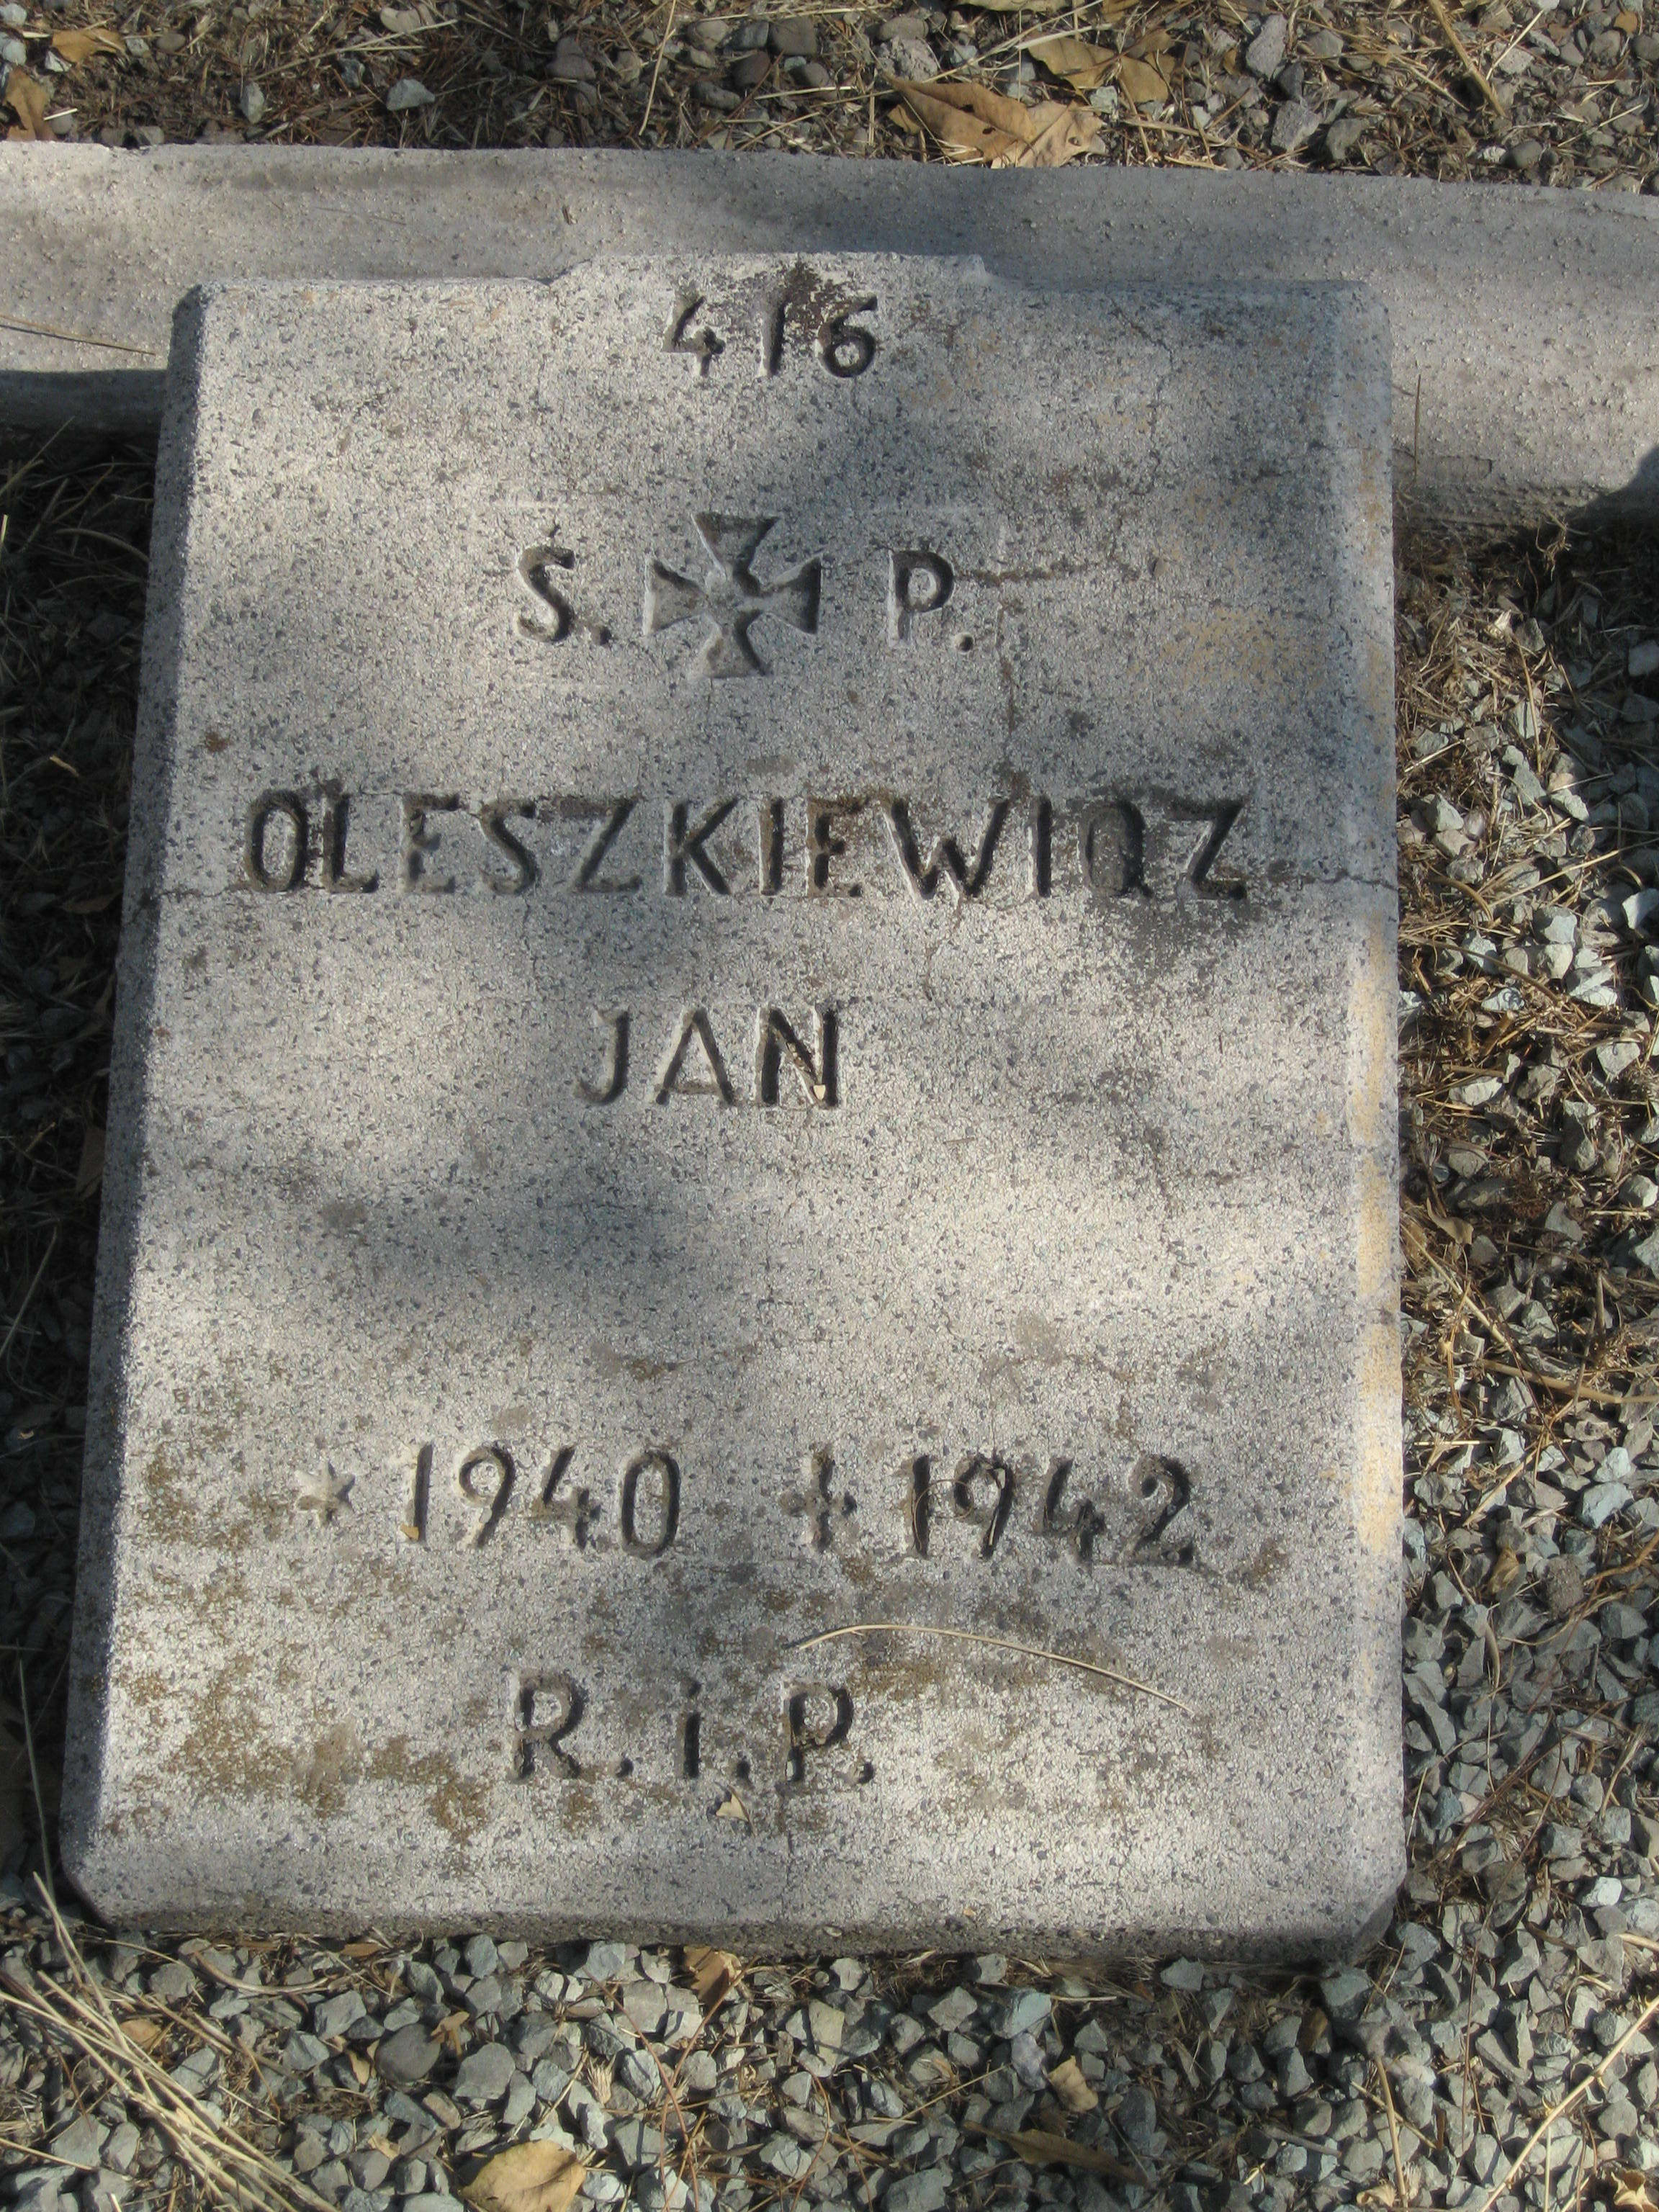 416
Ś. P.
OLESZKIEWICZ
JAN
* 1940 † 1942
R.i.P.